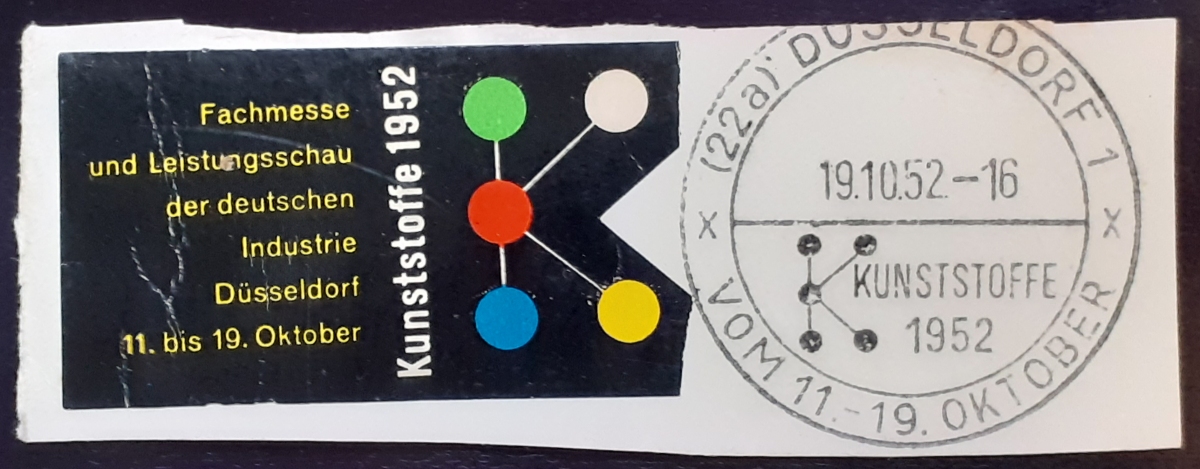 Fachmesse
und Leistungsschau
der deutschen
Industrie
Düsseldorf
11. bis 19. Oktober
Kunststoffe 1952
(22a) DÜSSELDORF 1
19.10.52.-16
KUNSTSTOFFE
1952
x VOM 11.-19. OKTOBER x